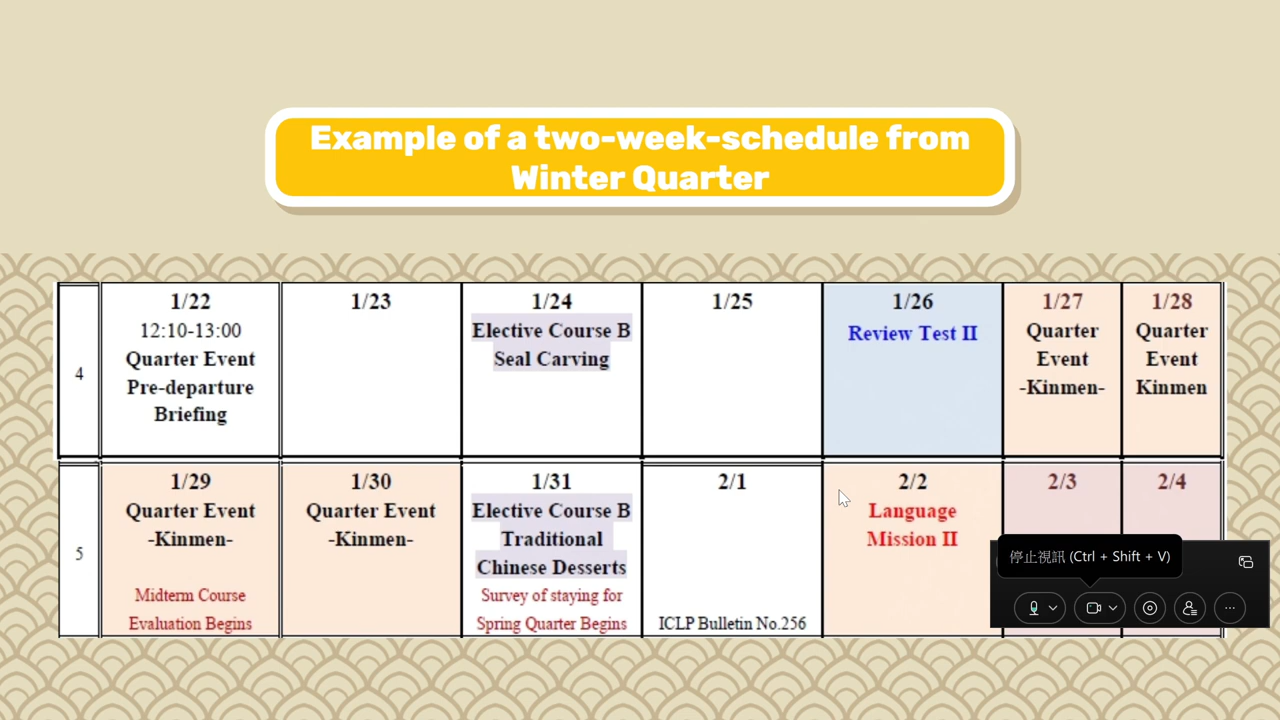 Example of a two-week-schedule from
Winter Quarter
4
1/22
12:10-13:00
Quarter Event
Pre-departure
Briefing
1/23
1/24
Elective Course B
Seal Carving
1/25
1/26
Review Test II
1/27
Quarter
Event
-Kinmen-
1/28
Quarter
Event
Kinmen
5
1/29
Quarter Event
-Kinmen-
Midterm Course
Evaluation Begins
1/30
Quarter Event
-Kinmen-
1/31
Elective Course B
Traditional
Chinese Desserts
Survey of staying for
Spring Quarter Begins
2/1
ICLP Bulletin No.256
2/2
Language
Mission II
2/3
2/4
停止視訊 (Ctrl + Shift + V)